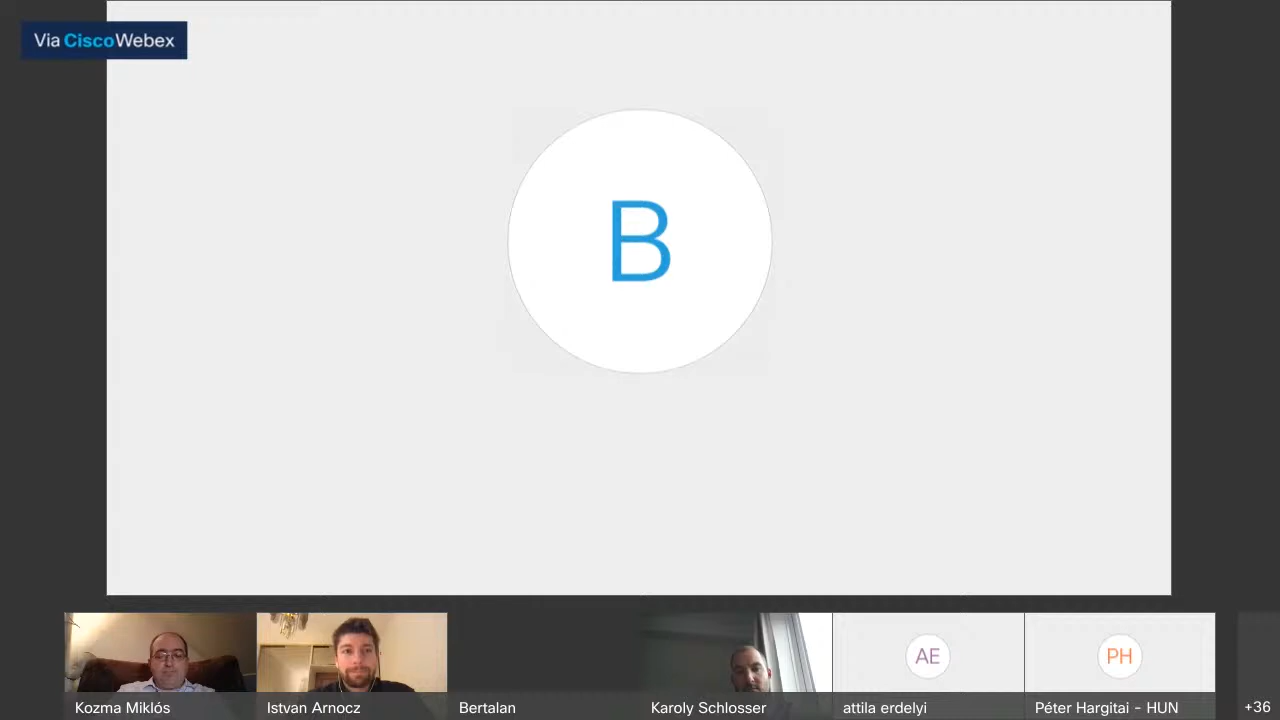 Via CiscoWebex
B
AE
PH
Kozma Miklós
Istvan Arnocz
Bertalan
Karoly Schlosser
attila erdelyi
Péter Hargitai - HUN
+36